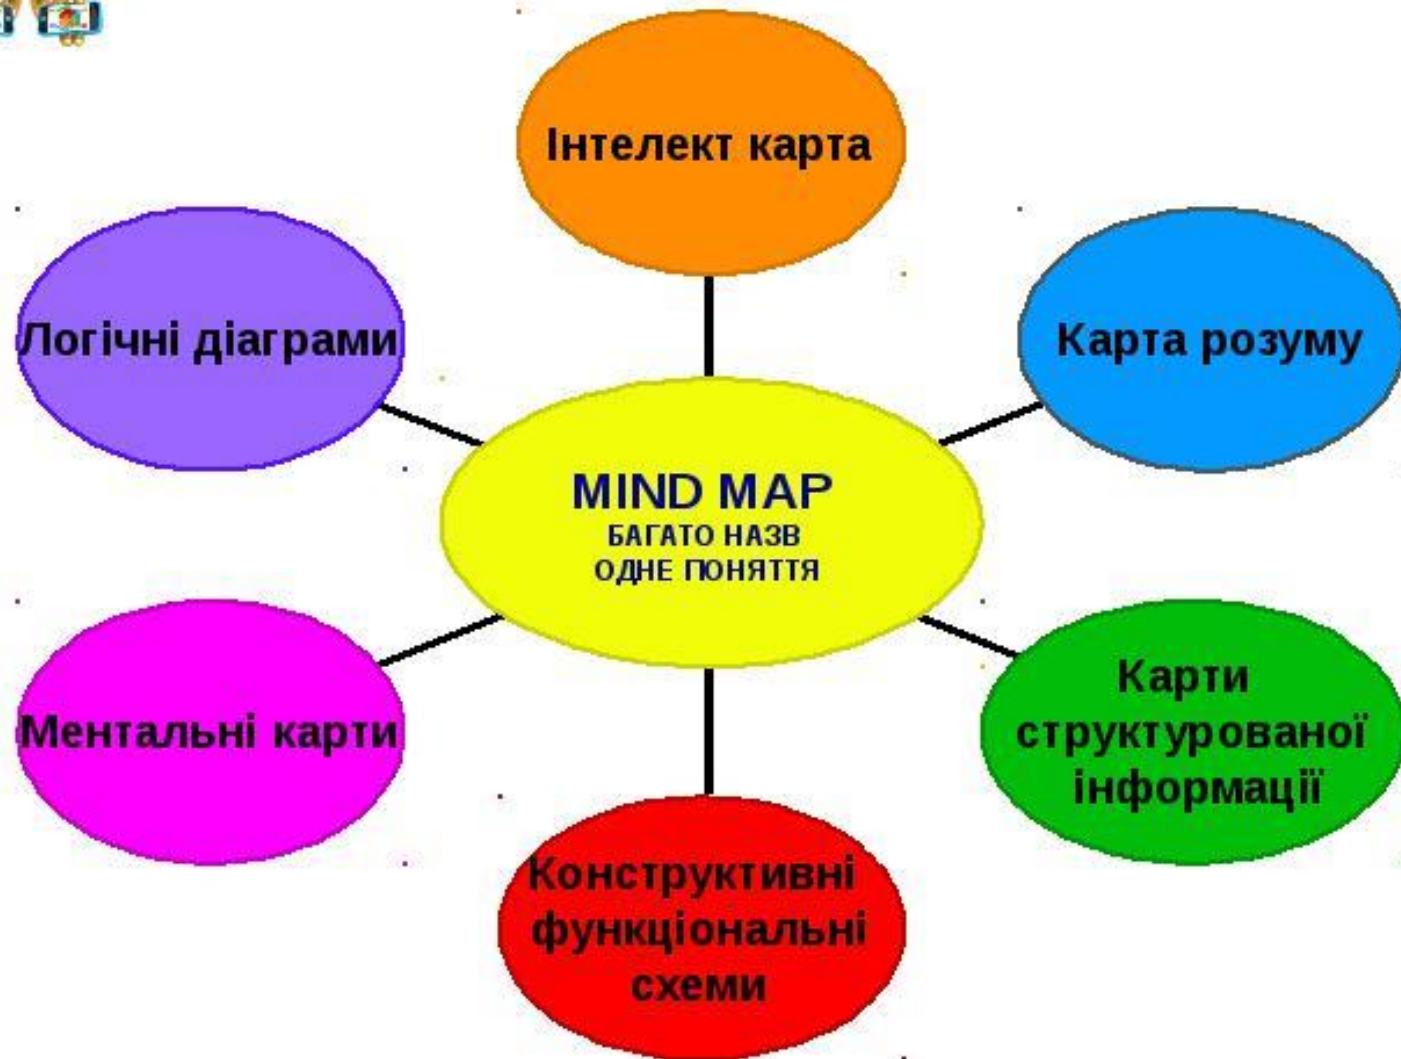 Інтелект карта
Логічні діаграми
Карта розуму
MIND MAP
БАГАТО НАЗВ
ОДНЕ ПОНЯТТЯ
Ментальні карти
Карти
структурованої
інформації
Конструктивні
функціональні
схеми